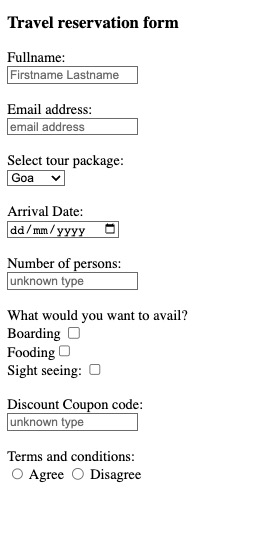 Travel reservation form
Fullname:
Firstname Lastname
Email address:
email address
Select tour package:
Goa
Arrival Date:
dd/mm/yyyy
Number of persons:
unknown type
What would you want to avail?
Boarding
Fooding
Sight seeing:
Discount Coupon code:
unknown type
Terms and conditions:
Agree Disagree